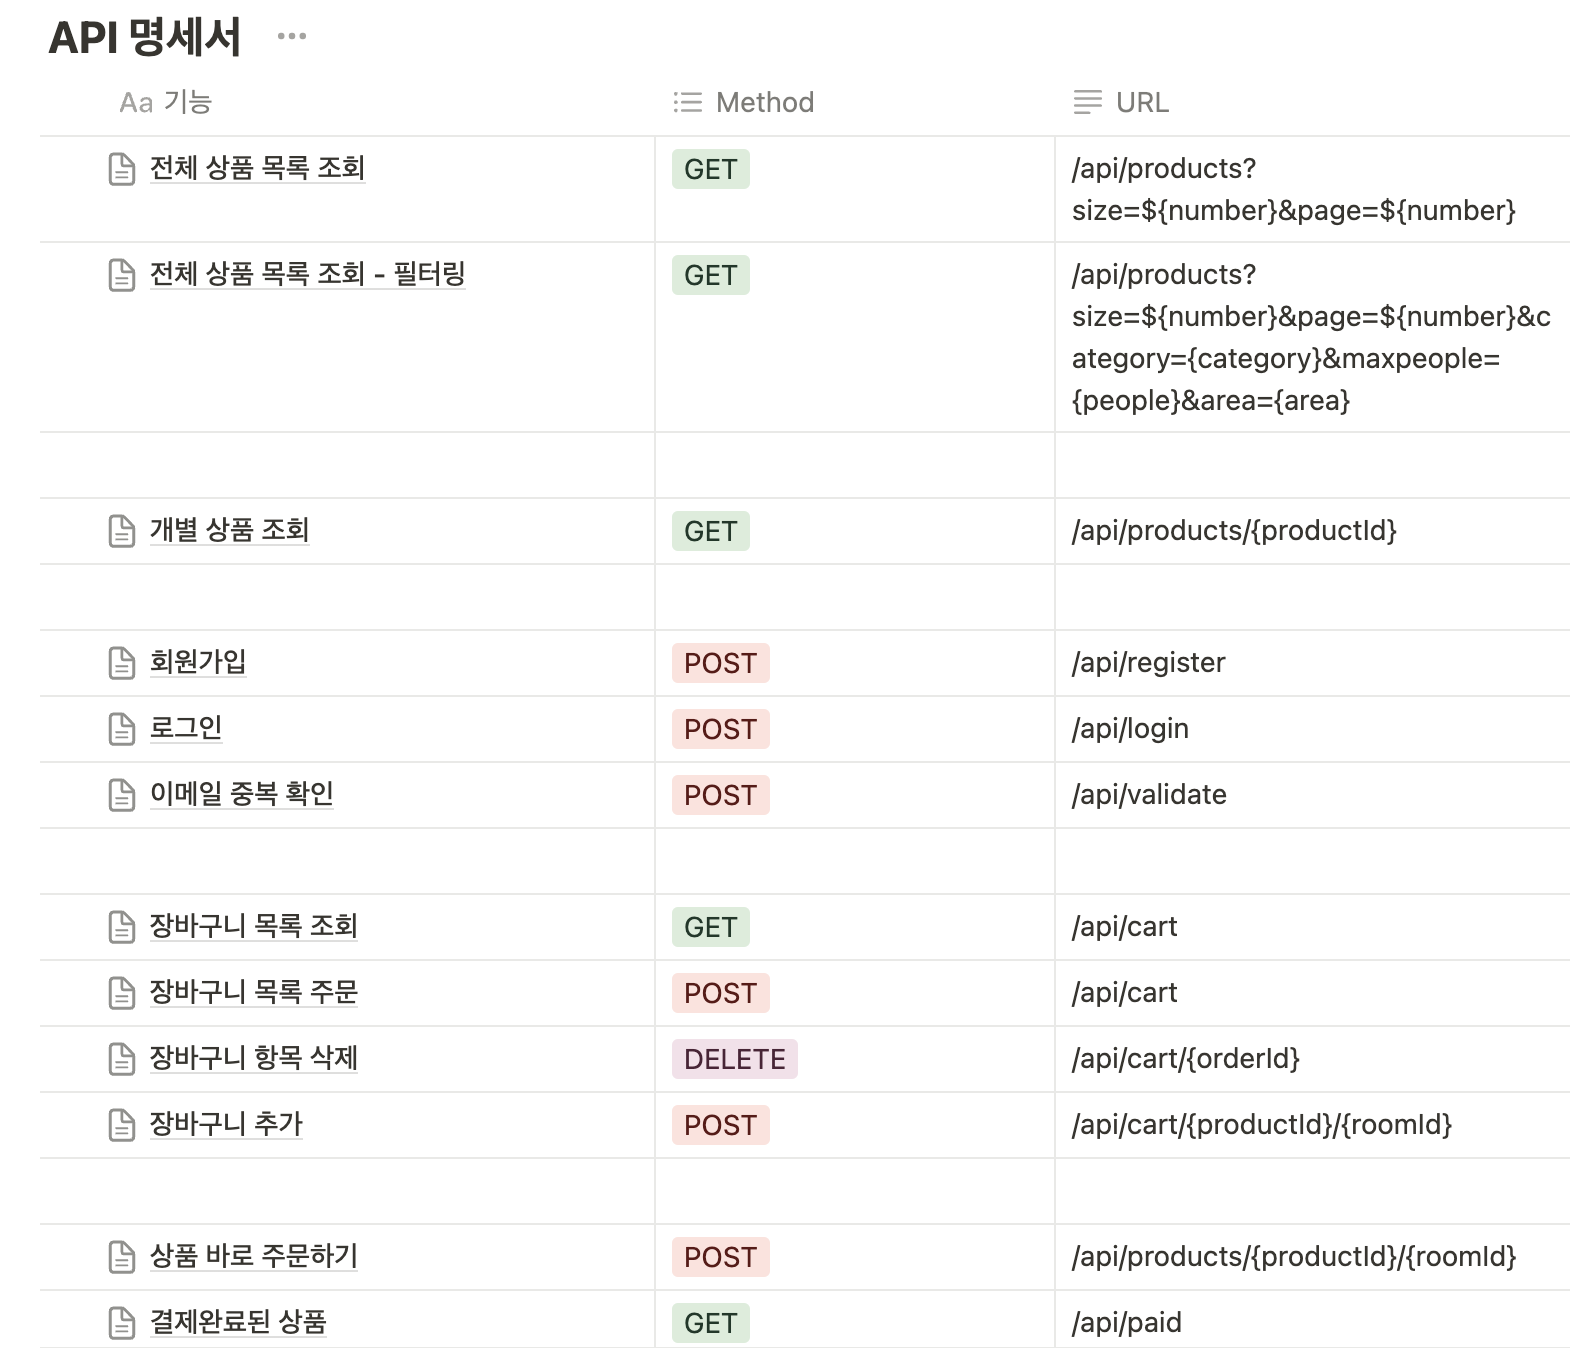 API 명세서 ...
Aa 기능 Method URL
전체 상품 목록 조회 GET /api/products?
size=${number}&page=${number}
전체 상품 목록 조회 - 필터링 GET /api/products?
size=${number}&page=${number}&c
ategory={category}&maxpeople=
{people}&area={area}
개별 상품 조회 GET /api/products/{productId}
회원가입 POST /api/register
로그인 POST /api/login
이메일 중복 확인 POST /api/validate
장바구니 목록 조회 GET /api/cart
장바구니 목록 주문 POST /api/cart
장바구니 항목 삭제 DELETE /api/cart/{orderId}
장바구니 추가 POST /api/cart/{productId}/{roomId}
상품 바로 주문하기 POST /api/products/{productId}/{roomId}
결제완료된 상품 GET /api/paid